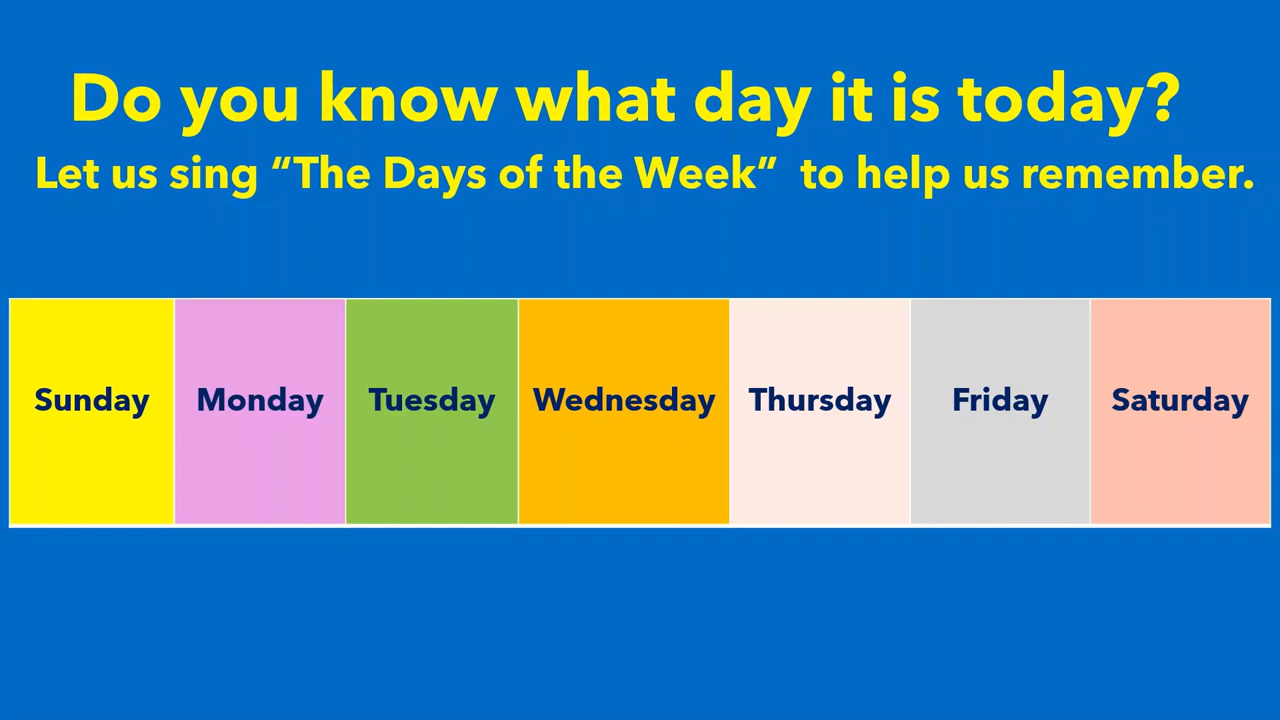 Do you know what day it is today?
Let us sing “The Days of the Week”  to help us remember.
Sunday Monday Tuesday Wednesday Thursday Friday Saturday